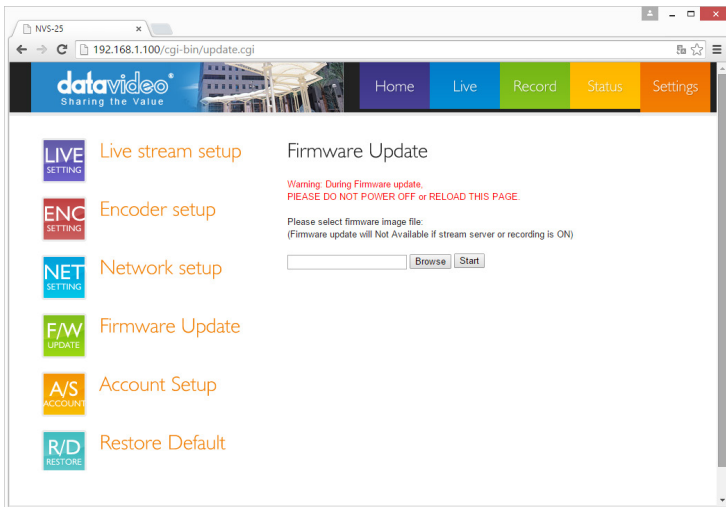 NVS-25
192.168.1.100/cgi-bin/update.cgi
datavideo®
Sharing the Value
Home Live Record Status Settings
LIVE
SETTING
Live stream setup
ENC
SETTING
Encoder setup
NET
SETTING
Network setup
F/W
UPDATE
Firmware Update
A/S
ACCOUNT
Account Setup
R/D
RESTORE
Restore Default
Firmware Update
Warning: During Firmware update,
PLEASE DO NOT POWER OFF or RELOAD THIS PAGE.
Please select firmware image file:
(Firmware update will Not Available if stream server or recording is ON)
Browse Start